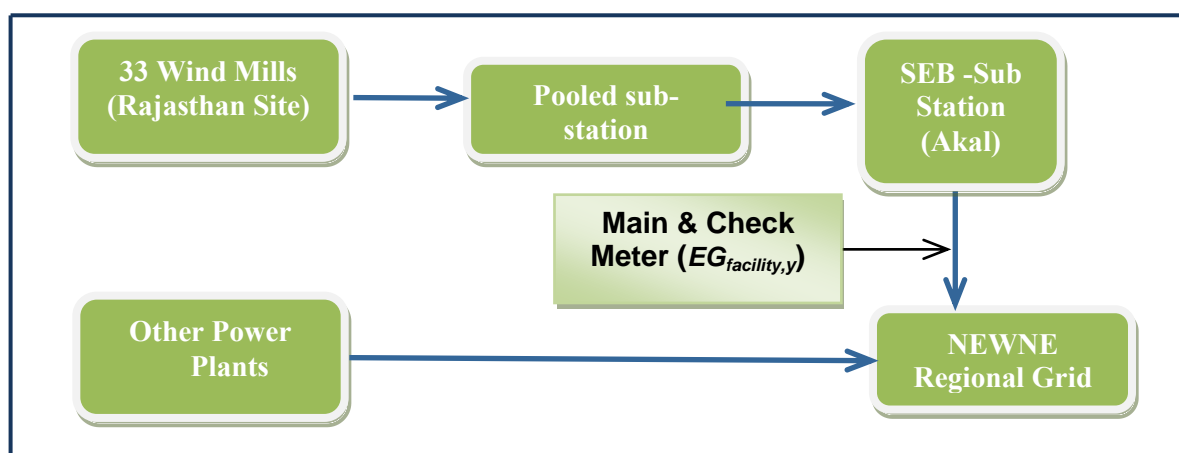 33 Wind Mills
(Rajasthan Site)
Pooled sub-
station
SEB -Sub
Station
(Akal)
Main & Check
Meter (EGfacility,y)
Other Power
Plants
NEWNE
Regional Grid